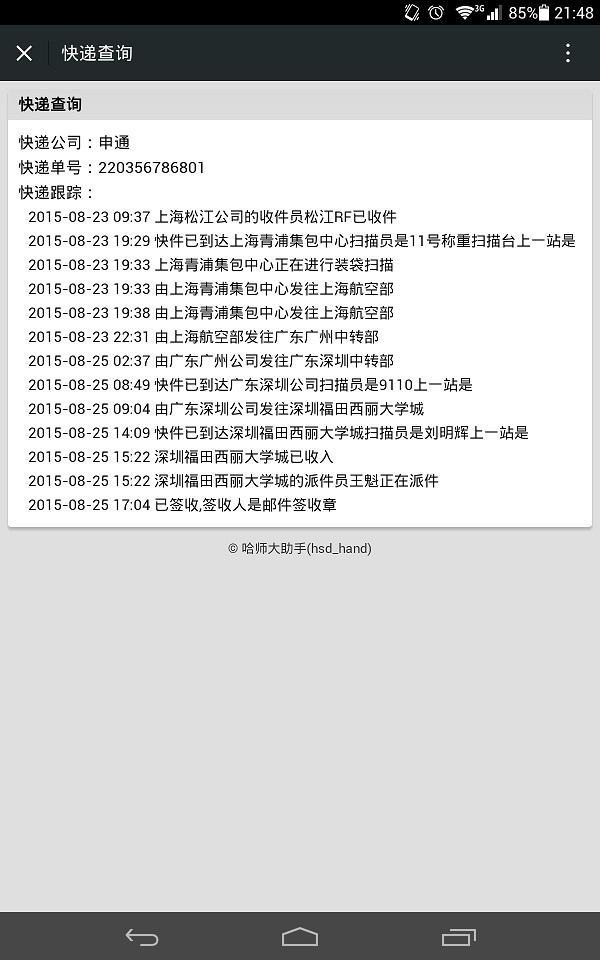 3G 85% 21:48
快递查询
快递查询
快递公司：申通
快递单号：220356786801
快递跟踪：
2015-08-23 09:37 上海松江公司的收件员松江RF已收件
2015-08-23 19:29 快件已到达上海青浦集包中心扫描员是11号称重扫描台上一站是
2015-08-23 19:33 上海青浦集包中心正在进行装袋扫描
2015-08-23 19:33 由上海青浦集包中心发往上海航空部
2015-08-23 19:38 由上海青浦集包中心发往上海航空部
2015-08-23 22:31 由上海航空部发往广东广州中转部
2015-08-25 02:37 由广东广州公司发往广东深圳中转部
2015-08-25 08:49 快件已到达广东深圳公司扫描员是9110上一站是
2015-08-25 09:04 由广东深圳公司发往深圳福田西丽大学城
2015-08-25 14:09 快件已到达深圳福田西丽大学城扫描员是刘明辉上一站是
2015-08-25 15:22 深圳福田西丽大学城已收入
2015-08-25 15:22 深圳福田西丽大学城的派件员王魁正在派件
2015-08-25 17:04 已签收,签收人是邮件签收章
© 哈师大助手(hsd_hand)